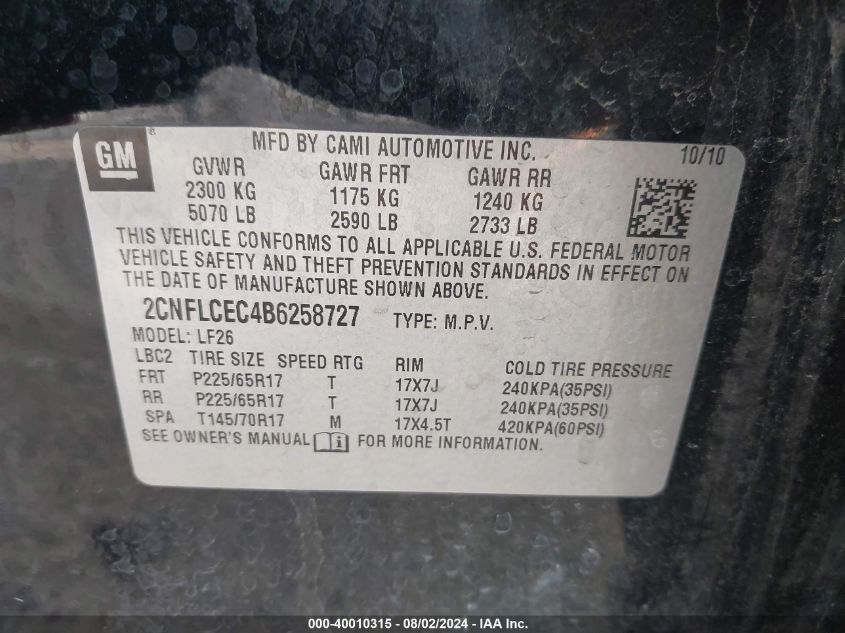 GM
®
MFD BY CAMI AUTOMOTIVE INC. 10/10
GVWR GAWR FRT GAWR RR
2300 KG 1175 KG 1240 KG
5070 LB 2590 LB 2733 LB
THIS VEHICLE CONFORMS TO ALL APPLICABLE U.S. FEDERAL MOTOR
VEHICLE SAFETY AND THEFT PREVENTION STANDARDS IN EFFECT ON
THE DATE OF MANUFACTURE SHOWN ABOVE.
2CNFLCEC4B6258727 TYPE: M.P.V.
MODEL: LF26
LBC2 TIRE SIZE SPEED RTG RIM COLD TIRE PRESSURE
FRT P225/65R17 T 17X7J 240KPA(35PSI)
RR P225/65R17 T 17X7J 240KPA(35PSI)
SPA T145/70R17 M 17X4.5T 420KPA(60PSI)
SEE OWNER'S MANUAL i FOR MORE INFORMATION.
000-40010315 - 08/02/2024 - IAA Inc.